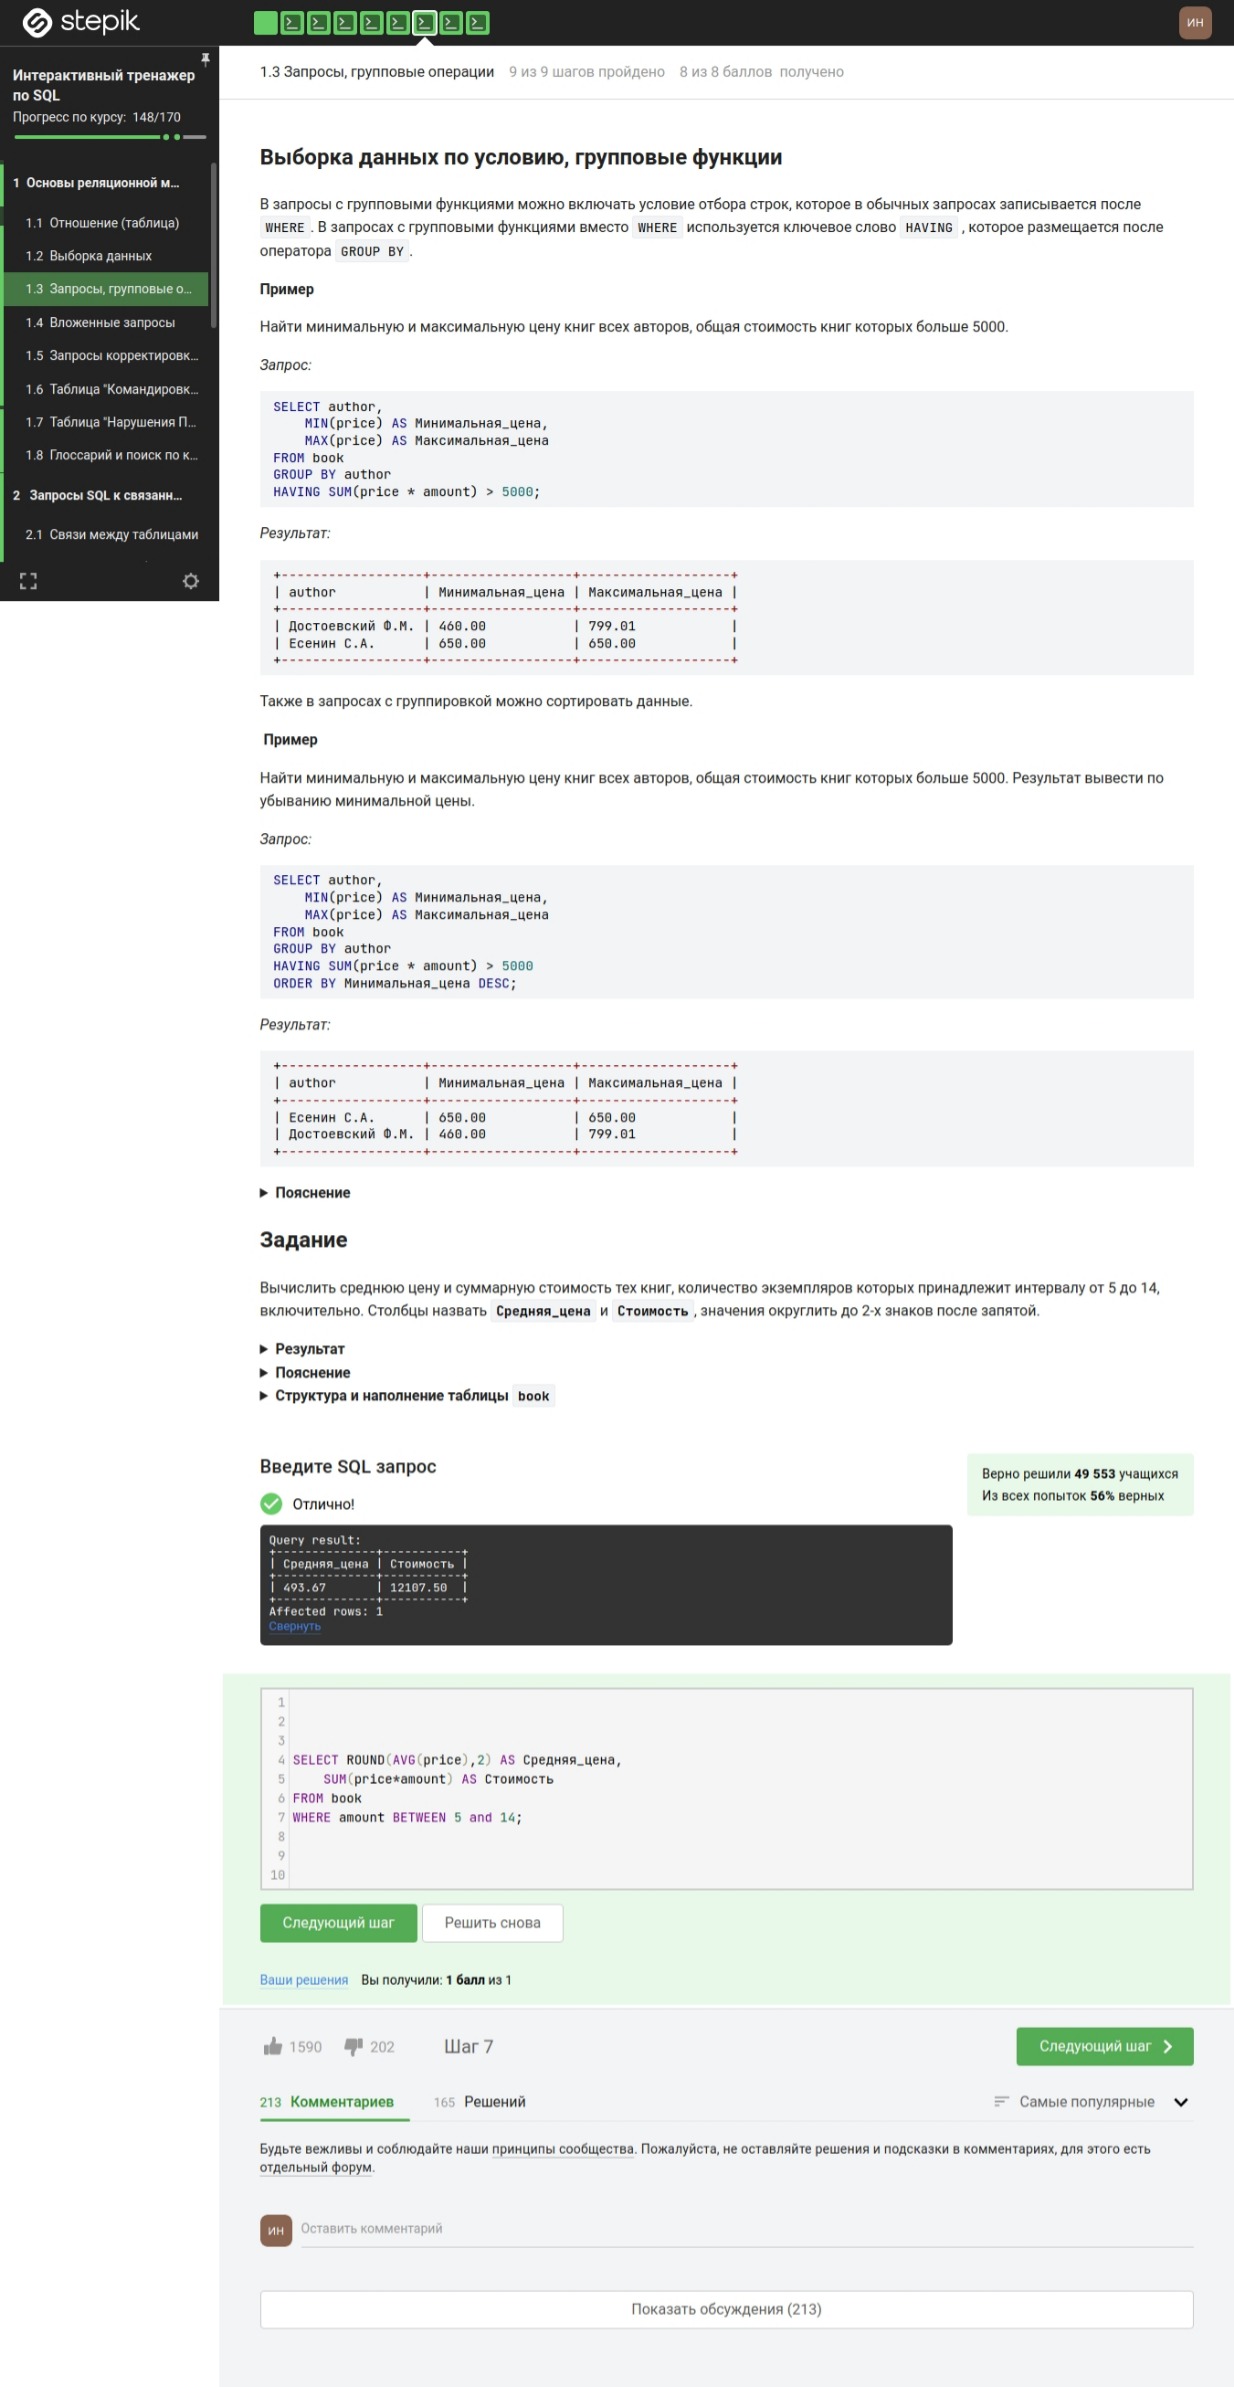 stepik
ИН
Интерактивный тренажер
по SQL
Прогресс по курсу: 148/170
1 Основы реляционной м...
1.1 Отношение (таблица)
1.2 Выборка данных
1.3 Запросы, групповые о...
1.4 Вложенные запросы
1.5 Запросы корректировк...
1.6 Таблица "Командировк...
1.7 Таблица "Нарушения П...
1.8 Глоссарий и поиск по к...
2 Запросы SQL к связанн...
2.1 Связи между таблицами
1.3 Запросы, групповые операции 9 из 9 шагов пройдено 8 из 8 баллов получено
Выборка данных по условию, групповые функции
В запросы с групповыми функциями можно включать условие отбора строк, которое в обычных запросах записывается после
WHERE . В запросах с групповыми функциями вместо WHERE используется ключевое слово HAVING , которое размещается после
оператора GROUP BY .
Пример
Найти минимальную и максимальную цену книг всех авторов, общая стоимость книг которых больше 5000.
Запрос:
SELECT author,
    MIN(price) AS Минимальная_цена,
    MAX(price) AS Максимальная_цена
FROM book
GROUP BY author
HAVING SUM(price * amount) > 5000;
Результат:
+------------------+------------------+-------------------+
| author           | Минимальная_цена | Максимальная_цена |
+------------------+------------------+-------------------+
| Достоевский Ф.М. | 460.00           | 799.01            |
| Есенин С.А.      | 650.00           | 650.00            |
+------------------+------------------+-------------------+
Также в запросах с группировкой можно сортировать данные.
Пример
Найти минимальную и максимальную цену книг всех авторов, общая стоимость книг которых больше 5000. Результат вывести по
убыванию минимальной цены.
Запрос:
SELECT author,
    MIN(price) AS Минимальная_цена,
    MAX(price) AS Максимальная_цена
FROM book
GROUP BY author
HAVING SUM(price * amount) > 5000
ORDER BY Минимальная_цена DESC;
Результат:
+------------------+------------------+-------------------+
| author           | Минимальная_цена | Максимальная_цена |
+------------------+------------------+-------------------+
| Есенин С.А.      | 650.00           | 650.00            |
| Достоевский Ф.М. | 460.00           | 799.01            |
+------------------+------------------+-------------------+
Пояснение
Задание
Вычислить среднюю цену и суммарную стоимость тех книг, количество экземпляров которых принадлежит интервалу от 5 до 14,
включительно. Столбцы назвать Средняя_цена и Стоимость , значения округлить до 2-х знаков после запятой.
Результат
Пояснение
Структура и наполнение таблицы book
Введите SQL запрос
Верно решили 49 553 учащихся
Из всех попыток 56% верных
Отлично!
Query result:
+--------------+-----------+
| Средняя_цена | Стоимость |
+--------------+-----------+
| 493.67       | 12107.50  |
+--------------+-----------+
Affected rows: 1
Свернуть
1
2
3
4 SELECT ROUND(AVG(price),2) AS Средняя_цена,
5     SUM(price*amount) AS Стоимость
6 FROM book
7 WHERE amount BETWEEN 5 and 14;
8
9
10
Следующий шаг Решить снова
Ваши решения Вы получили: 1 балл из 1
1590 202 Шаг 7 Следующий шаг
213 Комментариев 165 Решений Самые популярные
Будьте вежливы и соблюдайте наши принципы сообщества. Пожалуйста, не оставляйте решения и подсказки в комментариях, для этого есть
отдельный форум.
ИН Оставить комментарий
Показать обсуждения (213)